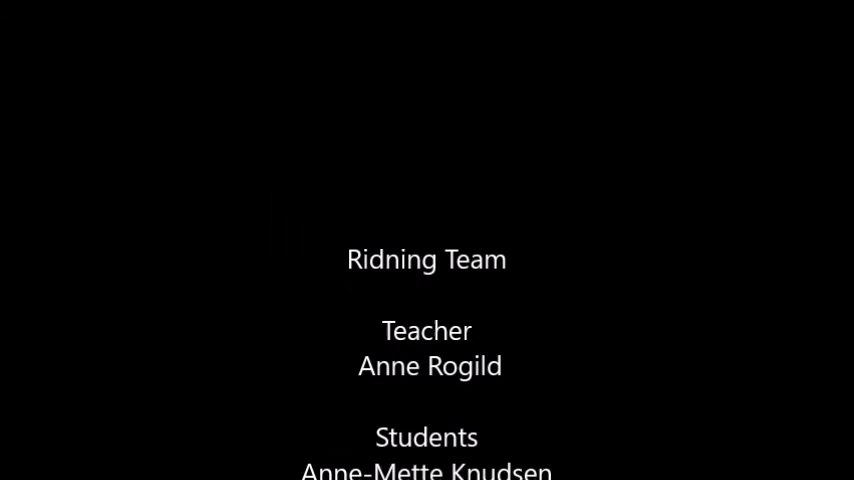 Ridning Team
Teacher
Anne Rogild
Students
Anne-Mette Knudsen